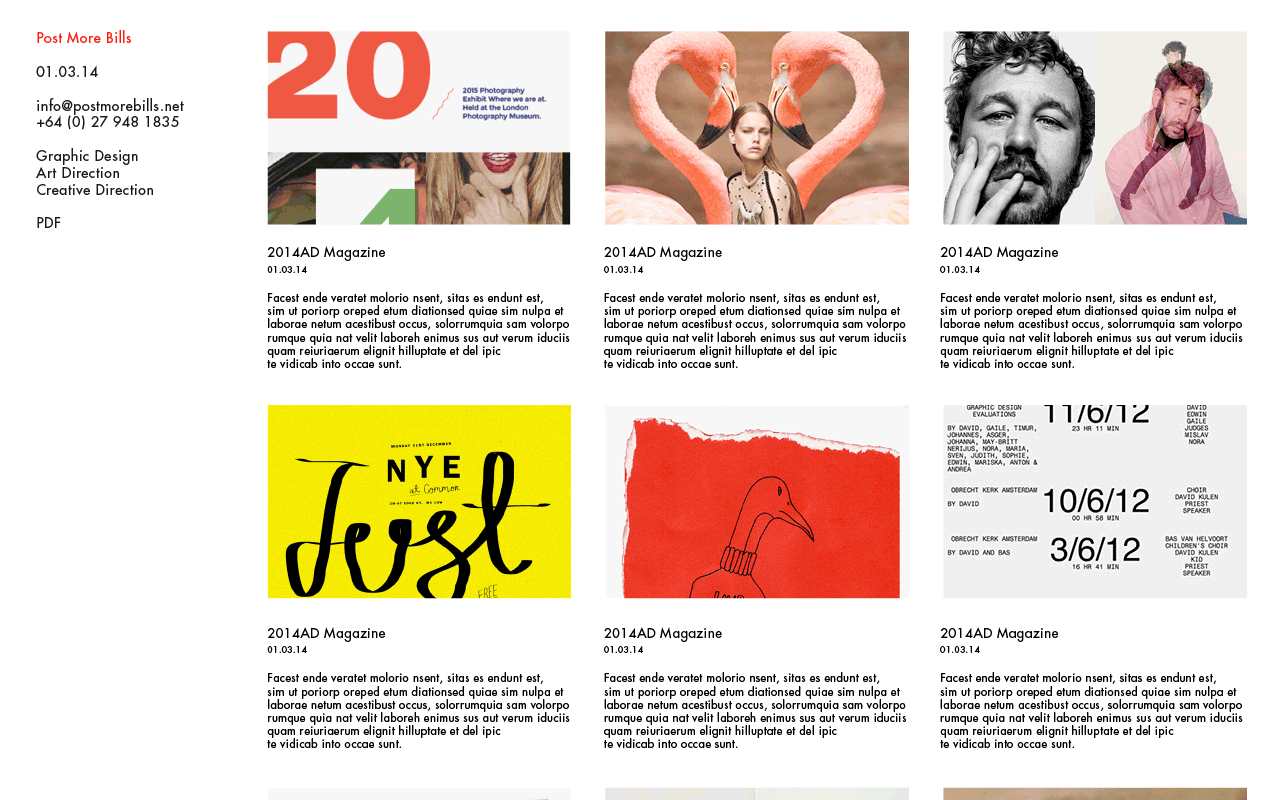 Post More Bills
01.03.14
info@postmorebills.net
+64 (0) 27 948 1835
Graphic Design
Art Direction
Creative Direction
PDF
20
2015 Photography
Exhibit Where we are at.
Held at the London
Photography Museum.
4
2014AD Magazine
01.03.14
Facest ende veratet molorio nsent, sitas es endunt est,
sim ut poriorp oreped etum diationsed quiae sim nulpa et
laborae netum acestibust occus, solorrumquia sam volorpo
rumque quia nat velit laboreh enimus sus aut verum iduciis
quam reiuriaerum elignit hilluptate et del ipic
te vidicab into occae sunt.
2014AD Magazine
01.03.14
Facest ende veratet molorio nsent, sitas es endunt est,
sim ut poriorp oreped etum diationsed quiae sim nulpa et
laborae netum acestibust occus, solorrumquia sam volorpo
rumque quia nat velit laboreh enimus sus aut verum iduciis
quam reiuriaerum elignit hilluptate et del ipic
te vidicab into occae sunt.
2014AD Magazine
01.03.14
Facest ende veratet molorio nsent, sitas es endunt est,
sim ut poriorp oreped etum diationsed quiae sim nulpa et
laborae netum acestibust occus, solorrumquia sam volorpo
rumque quia nat velit laboreh enimus sus aut verum iduciis
quam reiuriaerum elignit hilluptate et del ipic
te vidicab into occae sunt.
MONDAY 31ST DECEMBER
NYE
at Common
Just
FREE
GRAPHIC DESIGN
EVALUATIONS
BY DAVID, GAILE, TIMUR,
JOHANNES, ASGER,
JOHANNA, MAY-BRITT
NERIJUS, NORA, MARIA,
SVEN, JUDITH, SOPHIE,
EDWIN, MARISKA, ANTON &
ANDREA
11/6/12
23 HR 11 MIN
DAVID
EDWIN
GAILE
JUDGES
MISLAV
NORA
OBRECHT KERK AMSTERDAM
BY DAVID
10/6/12
00 HR 58 MIN
CHOIR
DAVID KULEN
PRIEST
SPEAKER
OBRECHT KERK AMSTERDAM
BY DAVID AND BAS
3/6/12
16 HR 41 MIN
BAS VAN HELVOORT
CHILDREN'S CHOIR
DAVID KULEN
KID
PRIEST
SPEAKER
2014AD Magazine
01.03.14
Facest ende veratet molorio nsent, sitas es endunt est,
sim ut poriorp oreped etum diationsed quiae sim nulpa et
laborae netum acestibust occus, solorrumquia sam volorpo
rumque quia nat velit laboreh enimus sus aut verum iduciis
quam reiuriaerum elignit hilluptate et del ipic
te vidicab into occae sunt.
2014AD Magazine
01.03.14
Facest ende veratet molorio nsent, sitas es endunt est,
sim ut poriorp oreped etum diationsed quiae sim nulpa et
laborae netum acestibust occus, solorrumquia sam volorpo
rumque quia nat velit laboreh enimus sus aut verum iduciis
quam reiuriaerum elignit hilluptate et del ipic
te vidicab into occae sunt.
2014AD Magazine
01.03.14
Facest ende veratet molorio nsent, sitas es endunt est,
sim ut poriorp oreped etum diationsed quiae sim nulpa et
laborae netum acestibust occus, solorrumquia sam volorpo
rumque quia nat velit laboreh enimus sus aut verum iduciis
quam reiuriaerum elignit hilluptate et del ipic
te vidicab into occae sunt.